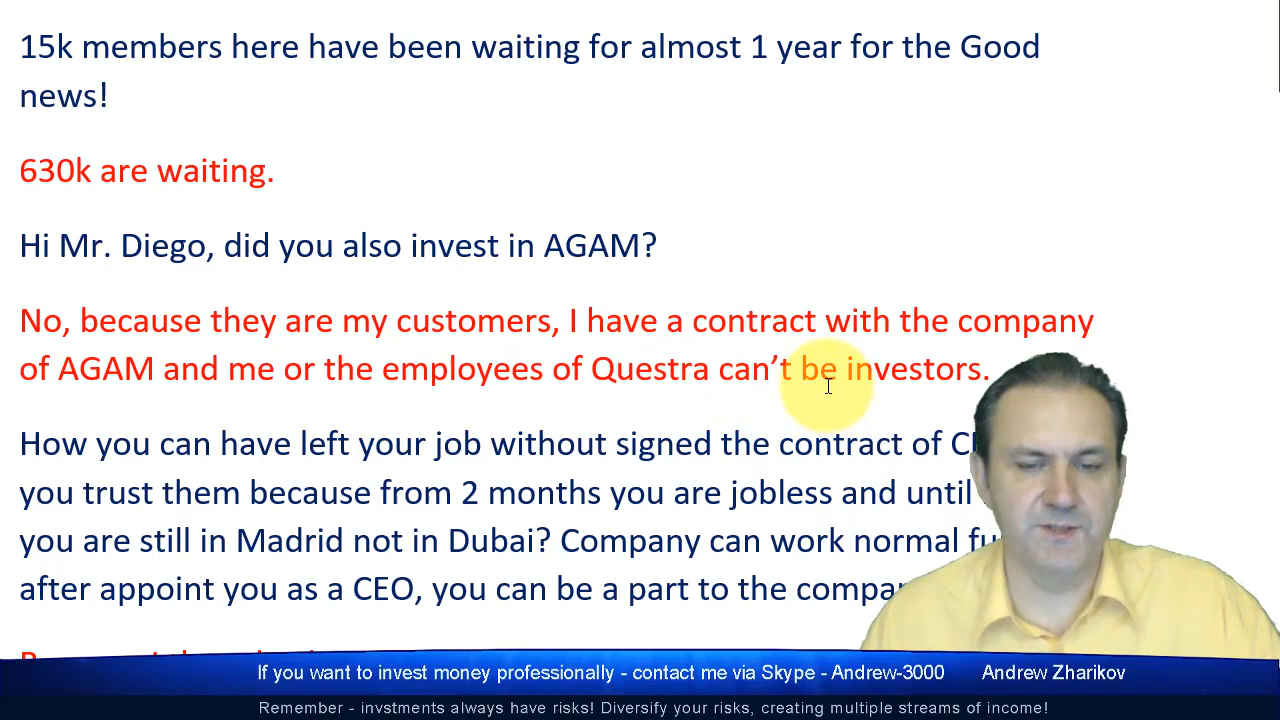 15k members here have been waiting for almost 1 year for the Good
news!
630k are waiting.
Hi Mr. Diego, did you also invest in AGAM?
No, because they are my customers, I have a contract with the company
of AGAM and me or the employees of Questra can’t be investors.
How you can have left your job without signed the contract of
you trust them because from 2 months you are jobless and until
you are still in Madrid not in Dubai? Company can work normal
after appoint you as a CEO, you can be a part to the
If you want to invest money professionally - contact me via Skype - Andrew-3000 Andrew Zharikov
Remember - invstments always have risks! Diversify your risks, creating multiple streams of income!